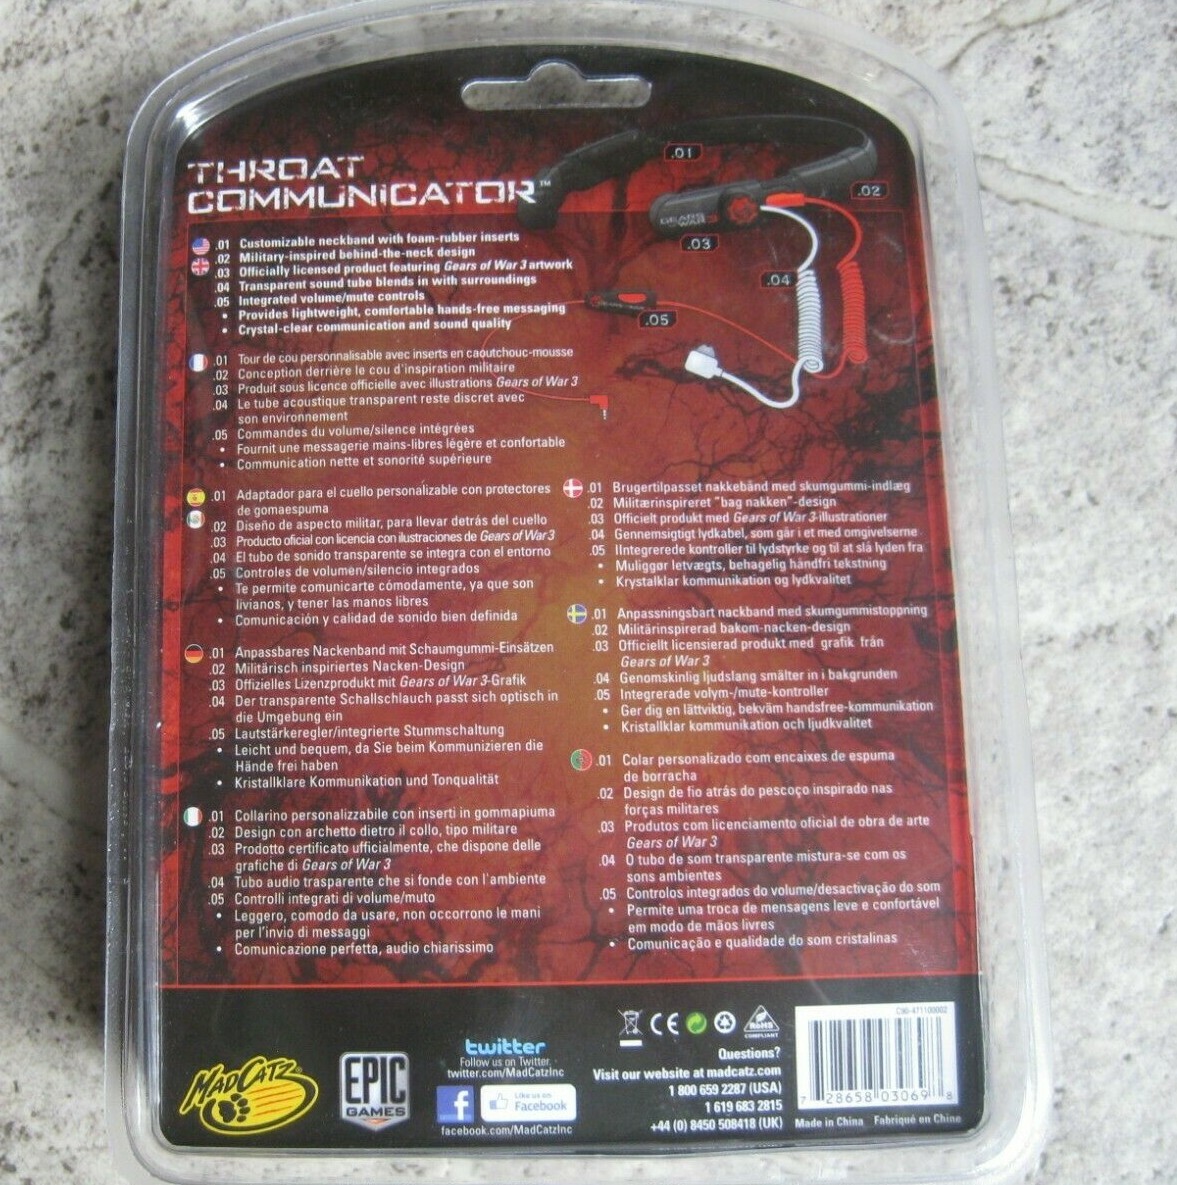 THROAT
COMMUNiCATOR™
.01
.02
.03
.04
.05
GEARS OF WAR 3
.01 Customizable neckband with foam-rubber inserts
.02 Military-inspired behind-the-neck design
.03 Officially licensed product featuring Gears of War 3 artwork
.04 Transparent sound tube blends in with surroundings
.05 Integrated volume/mute controls
• Provides lightweight, comfortable hands-free messaging
• Crystal-clear communication and sound quality
.01 Tour de cou personnalisable avec inserts en caoutchouc-mousse
.02 Conception derrière le cou d'inspiration militaire
.03 Produit sous licence officielle avec illustrations Gears of War 3
.04 Le tube acoustique transparent reste discret avec
son environnement
.05 Commandes du volume/silence intégrées
• Fournit une messagerie mains-libres légère et confortable
• Communication nette et sonorité supérieure
.01 Adaptador para el cuello personalizable con protectores
de gomaespuma
.02 Diseño de aspecto militar, para llevar detrás del cuello
.03 Producto oficial con licencia con ilustraciones de Gears of War 3
.04 El tubo de sonido transparente se integra con el entorno
.05 Controles de volumen/silencio integrados
• Te permite comunicarte cómodamente, ya que son
livianos, y tener las manos libres
• Comunicación y calidad de sonido bien definida
.01 Anpassbares Nackenband mit Schaumgummi-Einsätzen
.02 Militärisch inspiriertes Nacken-Design
.03 Offizielles Lizenzprodukt mit Gears of War 3-Grafik
.04 Der transparente Schallschlauch passt sich optisch in
die Umgebung ein
.05 Lautstärkeregler/integrierte Stummschaltung
• Leicht und bequem, da Sie beim Kommunizieren die
Hände frei haben
• Kristallklare Kommunikation und Tonqualität
.01 Collarino personalizzabile con inserti in gommapiuma
.02 Design con archetto dietro il collo, tipo militare
.03 Prodotto certificato ufficialmente, che dispone delle
grafiche di Gears of War 3
.04 Tubo audio trasparente che si fonde con l'ambiente
.05 Controlli integrati di volume/muto
• Leggero, comodo da usare, non occorrono le mani
per l'invio di messaggi
• Comunicazione perfetta, audio chiarissimo
.01 Brugertilpasset nakkebånd med skumgummi-indlæg
.02 Militærinspireret "bag nakken"-design
.03 Officielt produkt med Gears of War 3-illustrationer
.04 Gennemsigtigt lydkabel, som går i et med omgivelserne
.05 IIntegrerede kontroller til lydstyrke og til at slå lyden fra
• Muliggør letvægts, behagelig håndfri tekstning
• Krystalklar kommunikation og lydkvalitet
.01 Anpassningsbart nackband med skumgummistoppning
.02 Militärinspirerad bakom-nacken-design
.03 Officiellt licensierad produkt med grafik från
Gears of War 3
.04 Genomskinlig ljudslang smälter in i bakgrunden
.05 Integrerade volym-/mute-kontroller
• Ger dig en lättviktig, bekväm handsfree-kommunikation
• Kristallklar kommunikation och ljudkvalitet
.01 Colar personalizado com encaixes de espuma
de borracha
.02 Design de fio atrás do pescoço inspirado nas
forças militares
.03 Produtos com licenciamento oficial de obra de arte
Gears of War 3
.04 O tubo de som transparente mistura-se com os
sons ambientes
.05 Controlos integrados do volume/desactivação do som
• Permite uma troca de mensagens leve e confortável
em modo de mãos livres
• Comunicação e qualidade do som cristalinas
MAD CATZ®
EPIC
GAMES
twitter
Follow us on Twitter.
twitter.com/MadCatzInc
f
Like us on
Facebook
facebook.com/MadCatzInc
CE
RoHS
COMPLIANT
Questions?
Visit our website at madcatz.com
1 800 659 2287 (USA)
1 619 683 2815
+44 (0) 8450 508418 (UK)
C90-471100002
7 28658 03069 8
Made in China Fabriqué en Chine